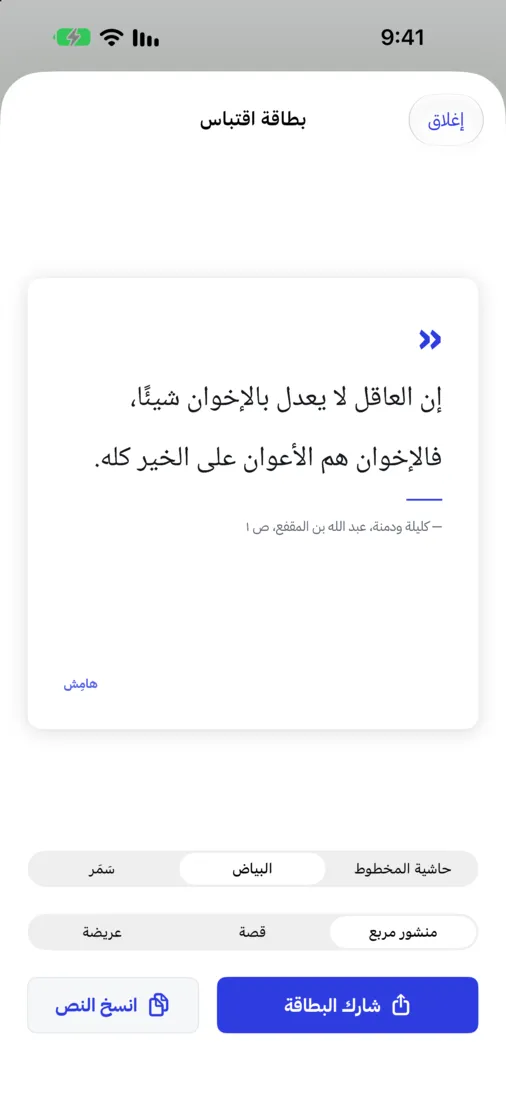 9:41
إغلاق
بطاقة اقتباس
»
إن العاقل لا يعدل بالإخوان شيئًا،
فالإخوان هم الأعوان على الخير كله.
— كليلة ودمنة، عبد الله بن المقفع، ص ١
هامِش
حاشية المخطوط
البياض
سَمَر
منشور مربع
قصة
عريضة
شارك البطاقة
انسخ النص